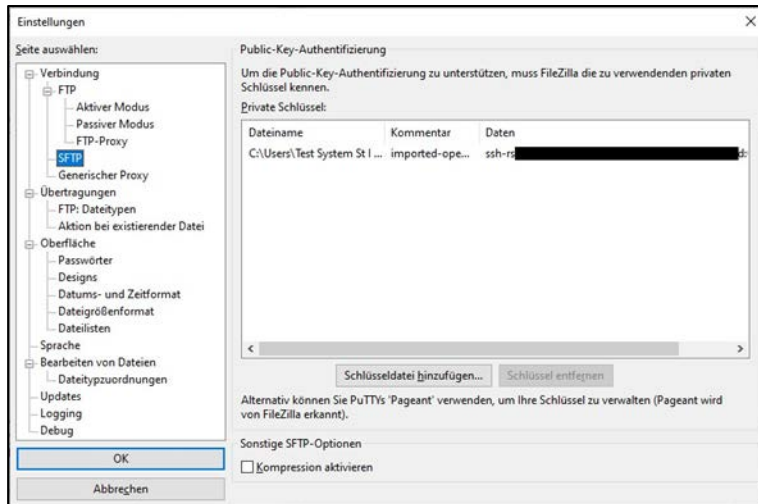 Einstellungen
Seite auswählen:
Verbindung
FTP
Aktiver Modus
Passiver Modus
FTP-Proxy
SFTP
Generischer Proxy
Übertragungen
FTP: Dateitypen
Aktion bei existierender Datei
Oberfläche
Passwörter
Designs
Datums- und Zeitformat
Dateigrößenformat
Dateilisten
Sprache
Bearbeiten von Dateien
Dateitypzuordnungen
Updates
Logging
Debug
OK
Abbrechen
Public-Key-Authentifizierung
Um die Public-Key-Authentifizierung zu unterstützen, muss FileZilla die zu verwendenden privaten
Schlüssel kennen.
Private Schlüssel:
Dateiname Kommentar Daten
C:\Users\Test System St I ... imported-ope... ssh-rs d:
Schlüsseldatei hinzufügen... Schlüssel entfernen
Alternativ können Sie PuTTYs 'Pageant' verwenden, um Ihre Schlüssel zu verwalten (Pageant wird
von FileZilla erkannt).
Sonstige SFTP-Optionen
Kompression aktivieren